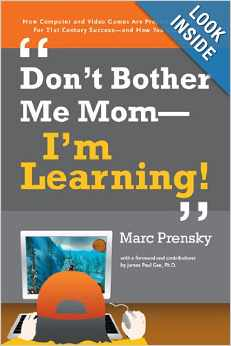 LOOK
INSIDE
How Computer and Video Games Are Pre
For 21st Century Success—and How You
“
Don't Bother
Me Mom—
I'm
Learning!
”
Marc Prensky
with a foreword and contributions
by James Paul Gee, Ph.D.